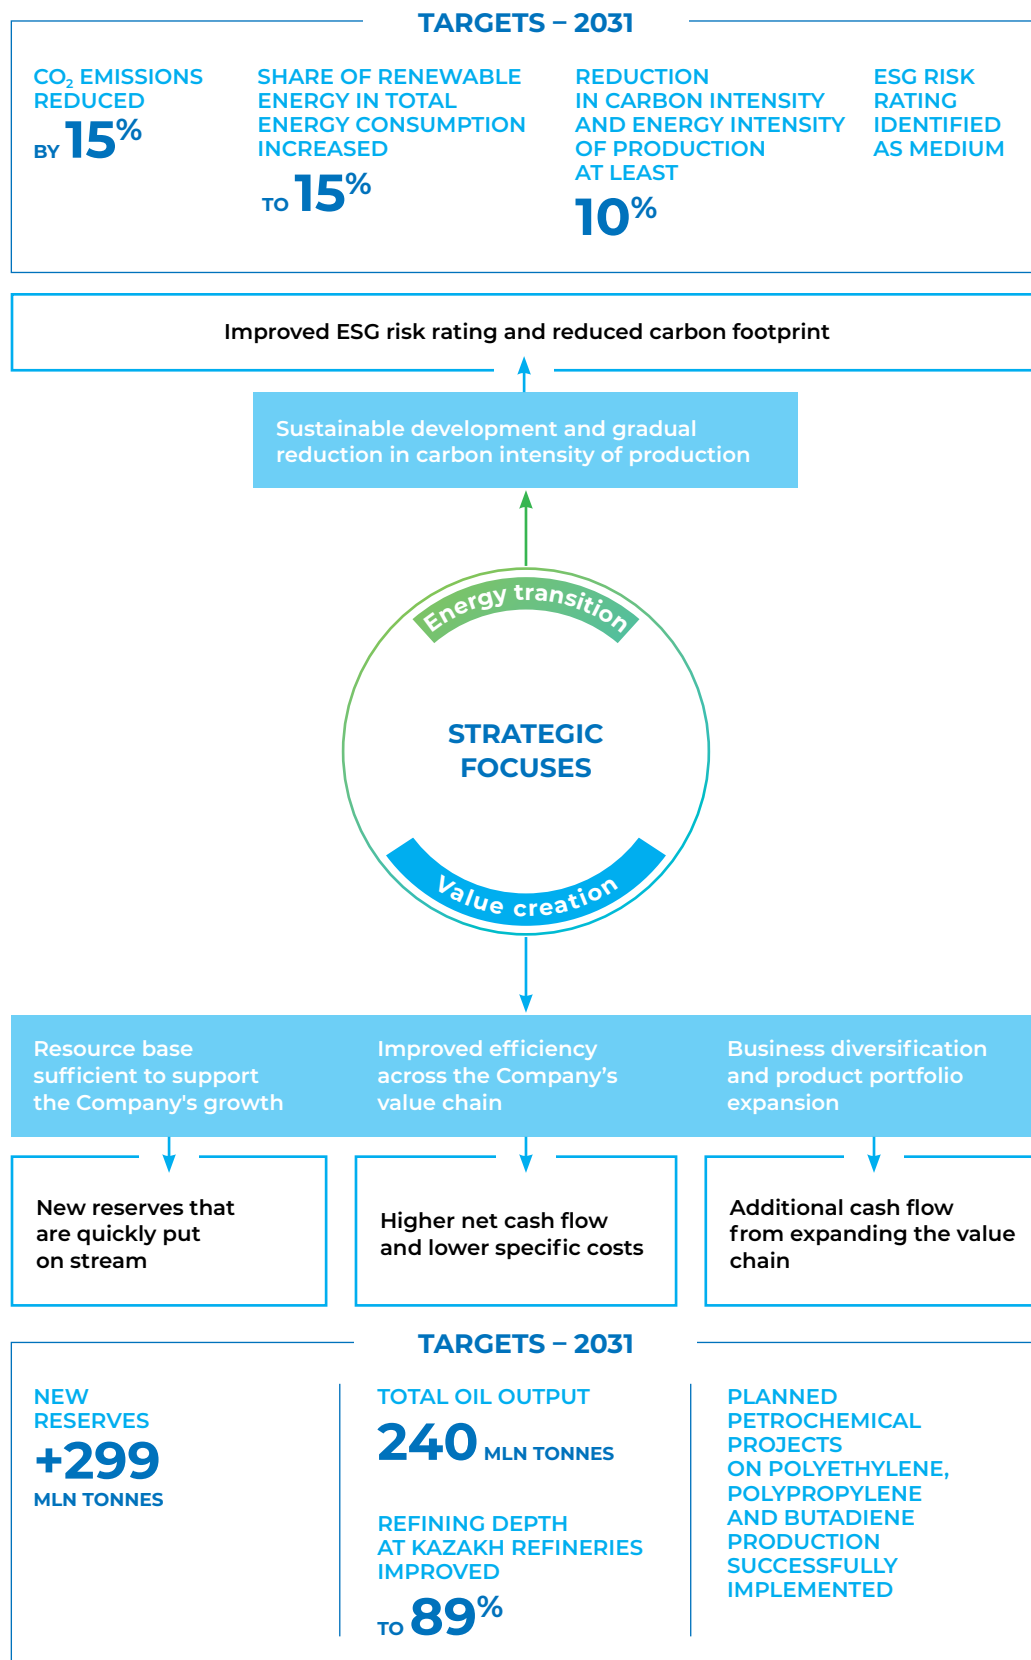 TARGETS – 2031
CO₂ EMISSIONS
REDUCED
BY 15%
SHARE OF RENEWABLE
ENERGY IN TOTAL
ENERGY CONSUMPTION
INCREASED
TO 15%
REDUCTION
IN CARBON INTENSITY
AND ENERGY INTENSITY
OF PRODUCTION
AT LEAST
10%
ESG RISK
RATING
IDENTIFIED
AS MEDIUM
Improved ESG risk rating and reduced carbon footprint
Sustainable development and gradual
reduction in carbon intensity of production
Energy transition
STRATEGIC
FOCUSES
Value creation
Resource base
sufficient to support
the Company's growth
Improved efficiency
across the Company’s
value chain
Business diversification
and product portfolio
expansion
New reserves that
are quickly put
on stream
Higher net cash flow
and lower specific costs
Additional cash flow
from expanding the value
chain
TARGETS – 2031
NEW
RESERVES
+299
MLN TONNES
TOTAL OIL OUTPUT
240 MLN TONNES
REFINING DEPTH
AT KAZAKH REFINERIES
IMPROVED
TO 89%
PLANNED
PETROCHEMICAL
PROJECTS
ON POLYETHYLENE,
POLYPROPYLENE
AND BUTADIENE
PRODUCTION
SUCCESSFULLY
IMPLEMENTED